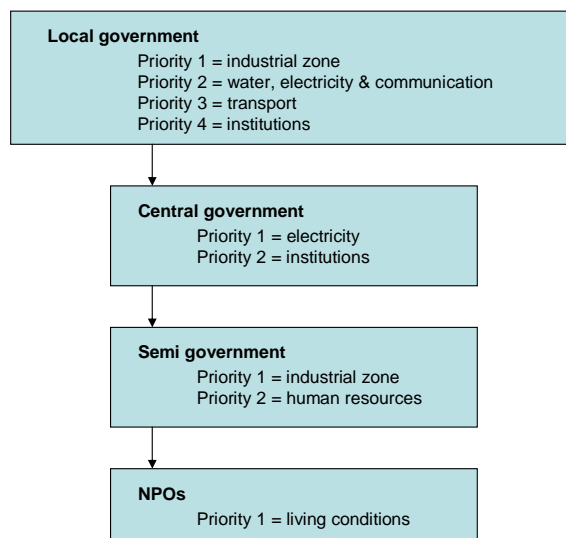 Local government
Priority 1 = industrial zone
Priority 2 = water, electricity & communication
Priority 3 = transport
Priority 4 = institutions
Central government
Priority 1 = electricity
Priority 2 = institutions
Semi government
Priority 1 = industrial zone
Priority 2 = human resources
NPOs
Priority 1 = living conditions